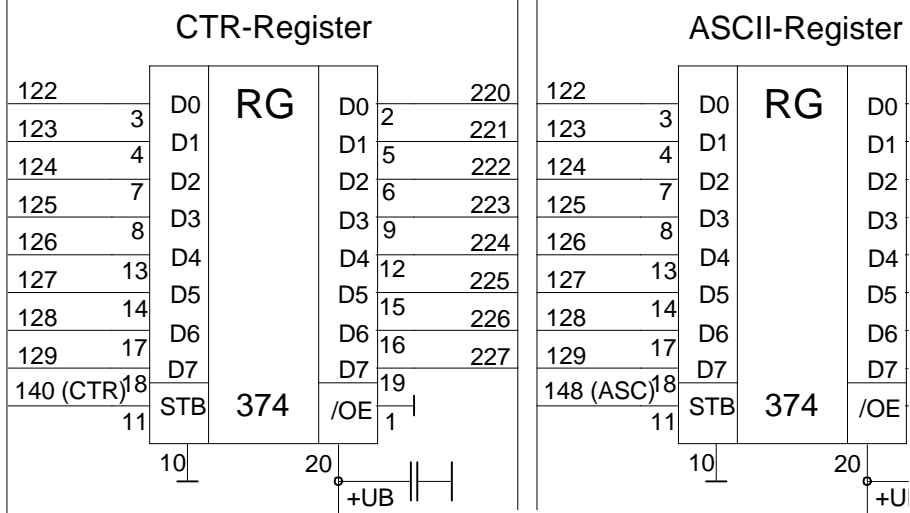 CTR-Register
122 D0 RG D0 220
3 2
123 D1 D1 221
4 5
124 D2 D2 222
7 6
125 D3 D3 223
8 9
126 D4 D4 224
13 12
127 D5 D5 225
14 15
128 D6 D6 226
17 16
129 D7 D7 227
140 (CTR) 18 19
STB 374 /OE
11 1
10 20
+UB
ASCII-Register
122 D0 RG D0
3
123 D1 D1
4
124 D2 D2
7
125 D3 D3
8
126 D4 D4
13
127 D5 D5
14
128 D6 D6
17
129 D7 D7
148 (ASC) 18
STB 374 /OE
11
10 20